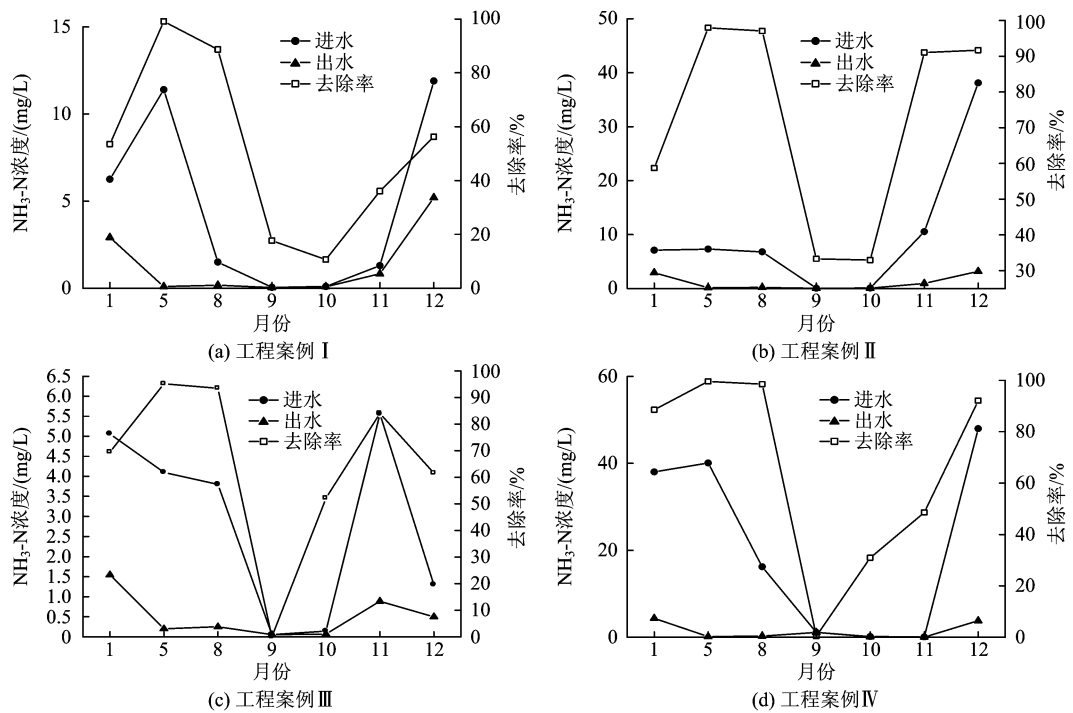 15
10
5
0
NH₃-N浓度/(mg/L)
进水
出水
去除率
100
80
60
40
20
0
去除率/%
1 5 8 9 10 11 12
月份
(a) 工程案例Ⅰ
50
40
30
20
10
0
NH₃-N浓度/(mg/L)
进水
出水
去除率
100
90
80
70
60
50
40
30
去除率/%
1 5 8 9 10 11 12
月份
(b) 工程案例Ⅱ
6.5
6.0
5.5
5.0
4.5
4.0
3.5
3.0
2.5
2.0
1.5
1.0
0.5
0
NH₃-N浓度/(mg/L)
进水
出水
去除率
100
90
80
70
60
50
40
30
20
10
0
去除率/%
1 5 8 9 10 11 12
月份
(c) 工程案例Ⅲ
60
40
20
0
NH₃-N浓度/(mg/L)
进水
出水
去除率
100
80
60
40
20
0
去除率/%
1 5 8 9 10 11 12
月份
(d) 工程案例Ⅳ